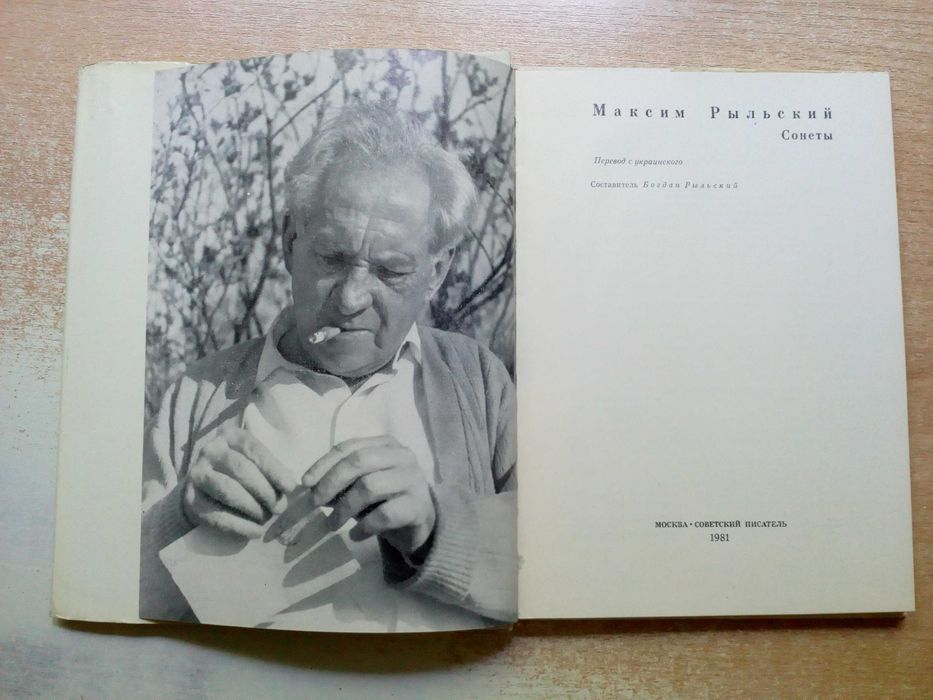 Максим Рыльский
Сонеты
Перевод с украинского
Составитель Богдан Рыльский
МОСКВА · СОВЕТСКИЙ ПИСАТЕЛЬ
1981